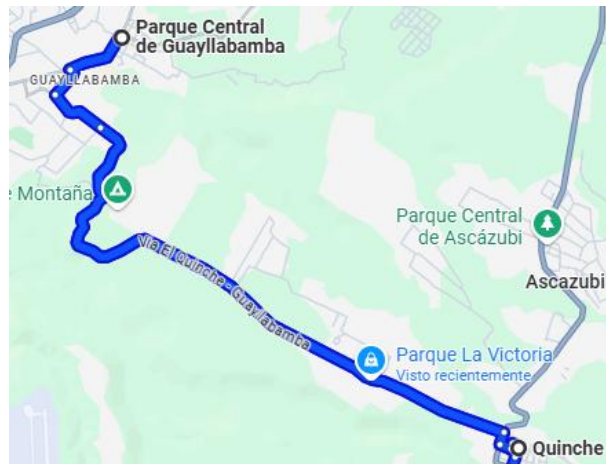 Parque Central
de Guayllabamba
GUAYLLABAMBA
e Montaña
Vía El Quinche - Guayllabamba
Parque Central
de Ascázubi
Ascazubi
Parque La Victoria
Visto recientemente
Quinche